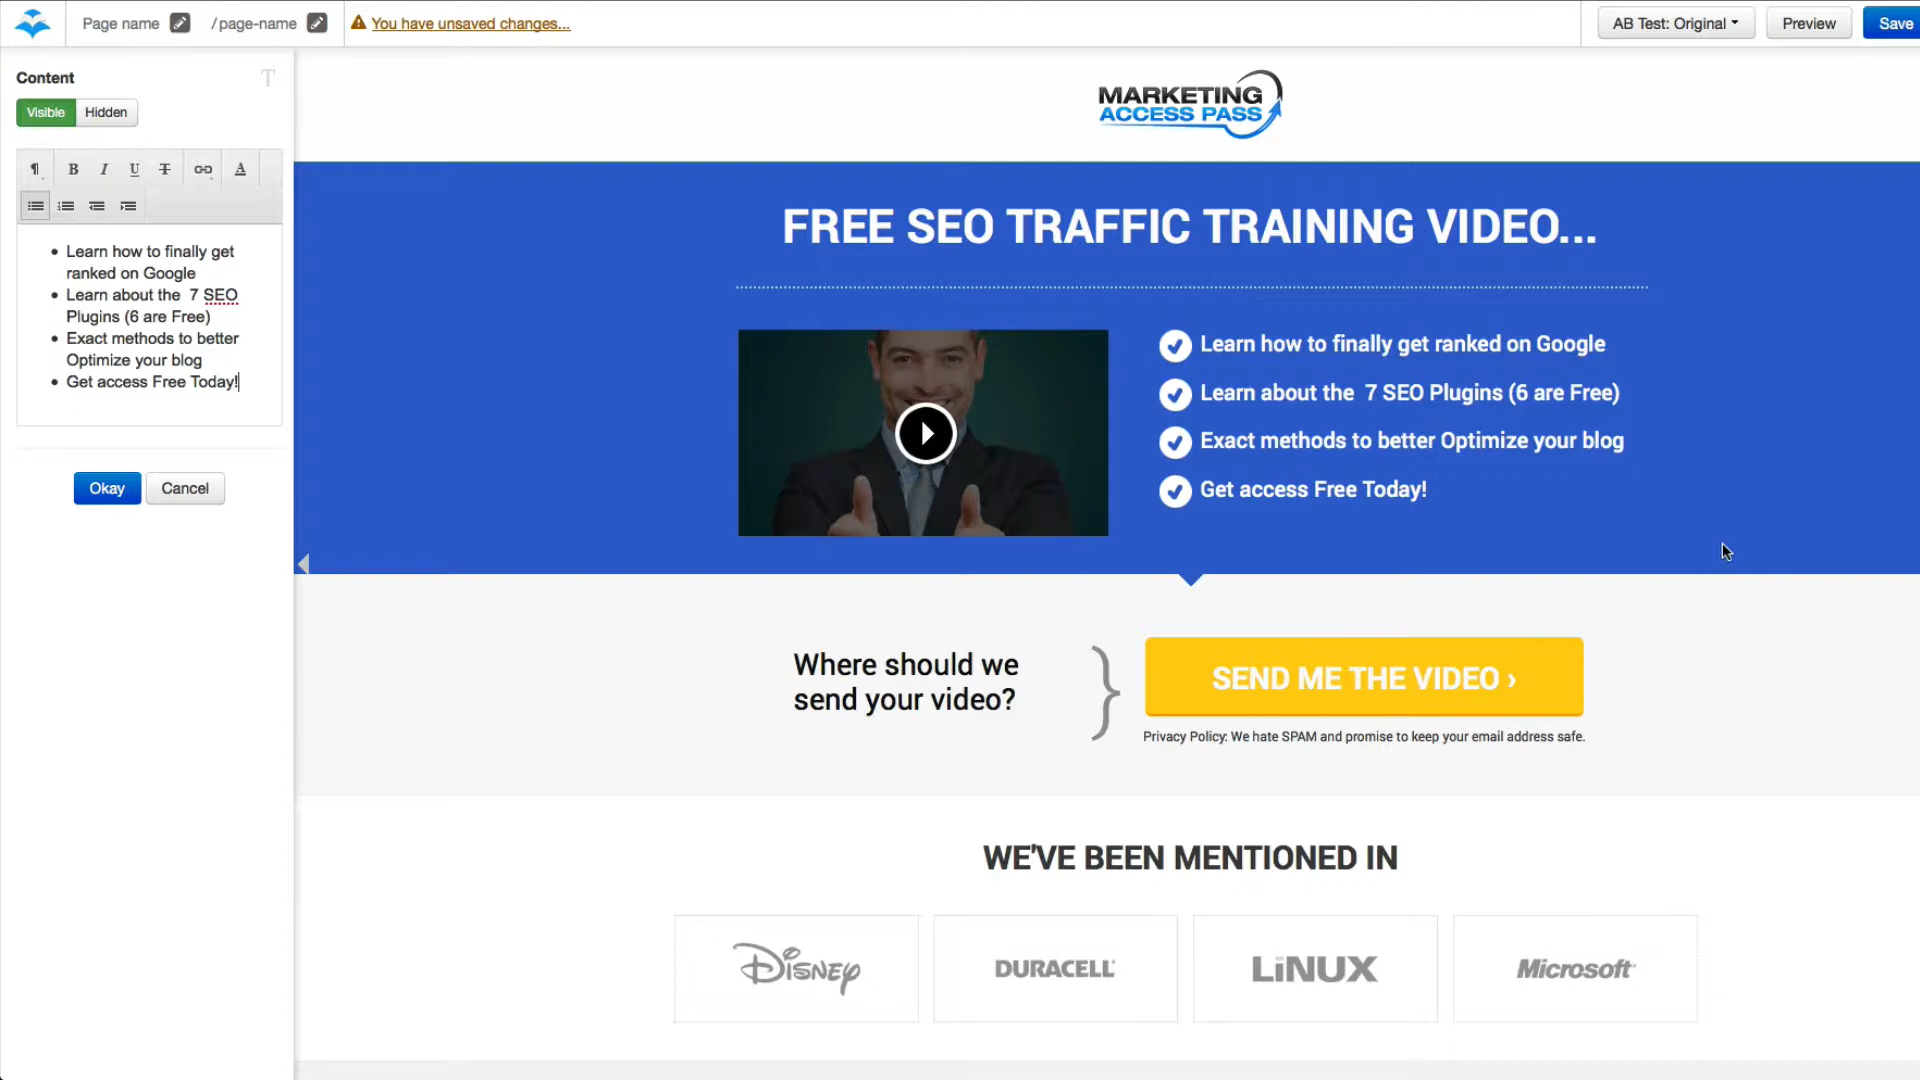 Page name
/page-name
You have unsaved changes...
AB Test: Original
Preview
Save
Content
T
Visible
Hidden
¶ B I U T A
• Learn how to finally get
ranked on Google
• Learn about the  7 SEO
Plugins (6 are Free)
• Exact methods to better
Optimize your blog
• Get access Free Today!
Okay
Cancel
MARKETING
ACCESS PASS
FREE SEO TRAFFIC TRAINING VIDEO...
Learn how to finally get ranked on Google
Learn about the  7 SEO Plugins (6 are Free)
Exact methods to better Optimize your blog
Get access Free Today!
Where should we
send your video?
SEND ME THE VIDEO ›
Privacy Policy: We hate SPAM and promise to keep your email address safe.
WE'VE BEEN MENTIONED IN
Disney
DURACELL
LiNUX
Microsoft